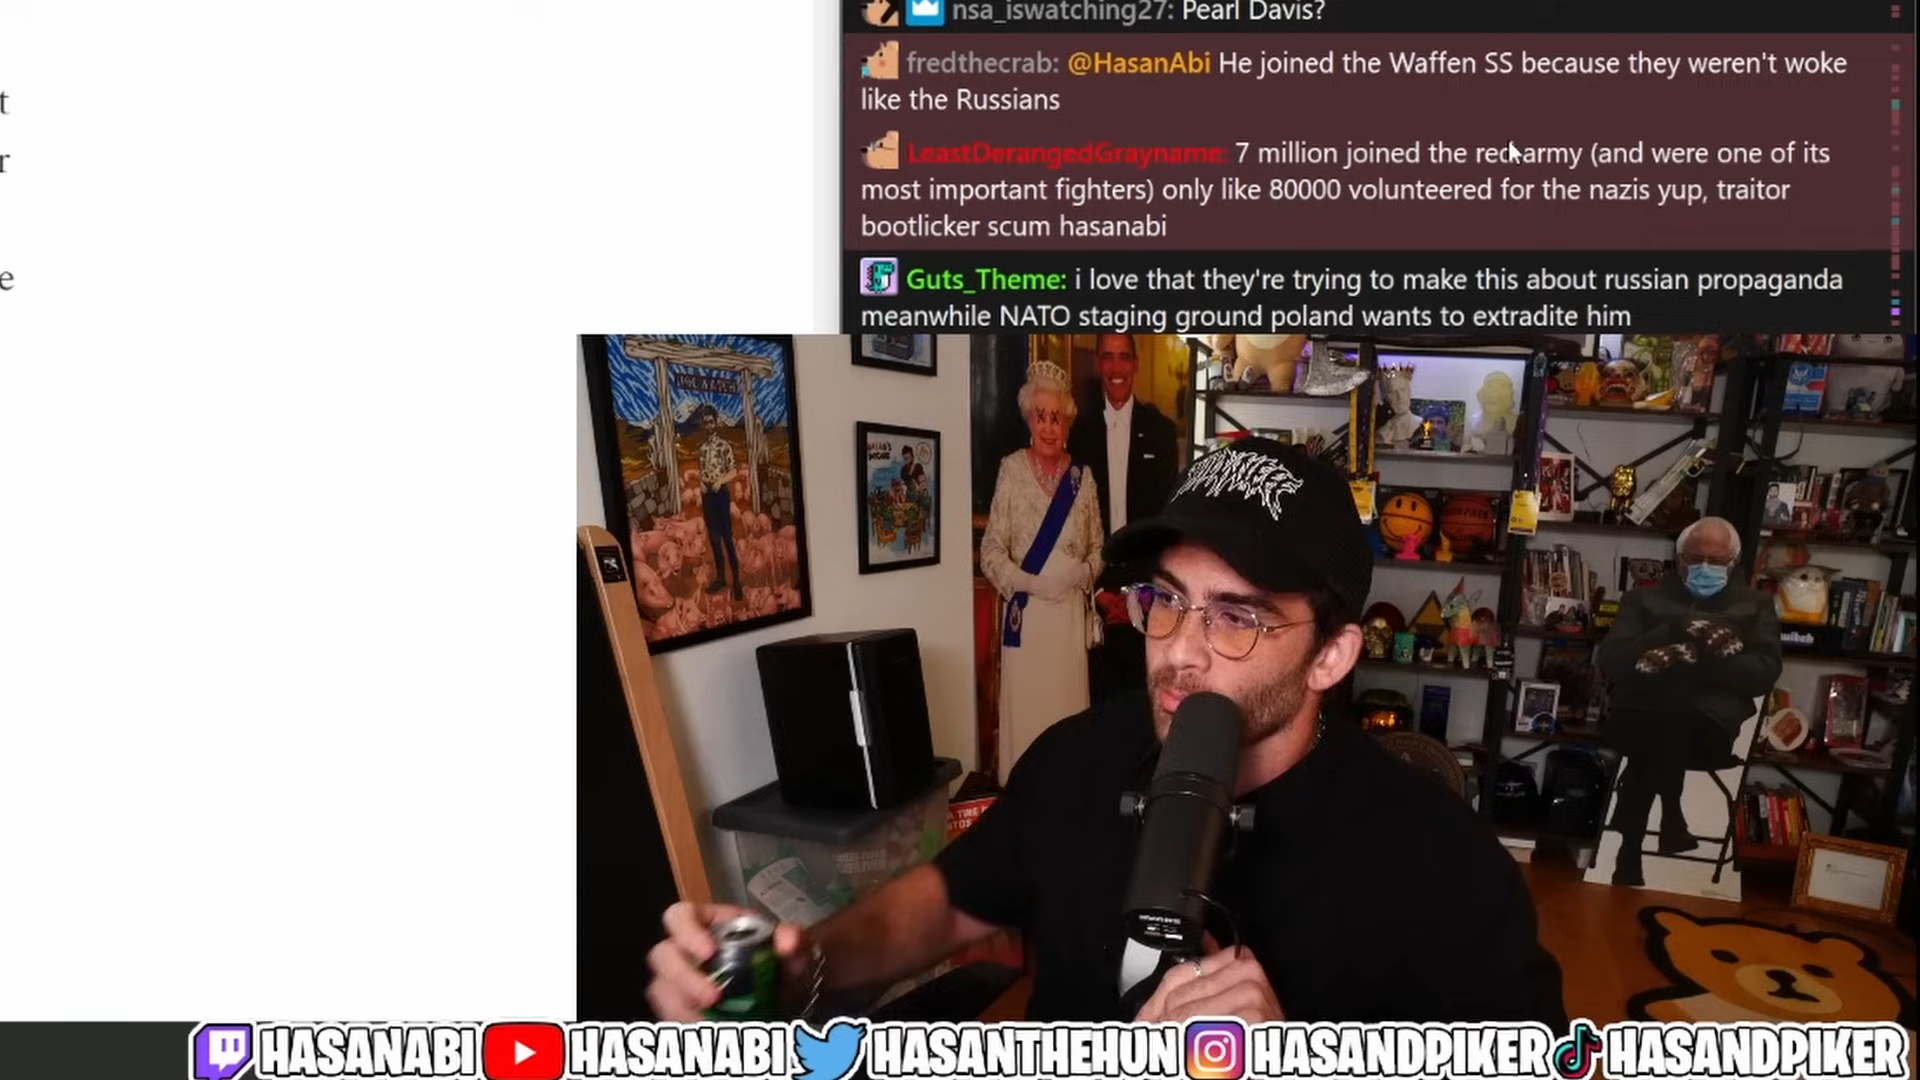 nsa_iswatching27: Pearl Davis?
t
fredthecrab: @HasanAbi He joined the Waffen SS because they weren't woke
like the Russians
r
LeastDerangedGrayname: 7 million joined the red army (and were one of its
most important fighters) only like 80000 volunteered for the nazis yup, traitor
bootlicker scum hasanabi
e
Guts_Theme: i love that they're trying to make this about russian propaganda
meanwhile NATO staging ground poland wants to extradite him
HASANABI HASANABI HASANTHEHUN HASANDPIKER HASANDPIKER